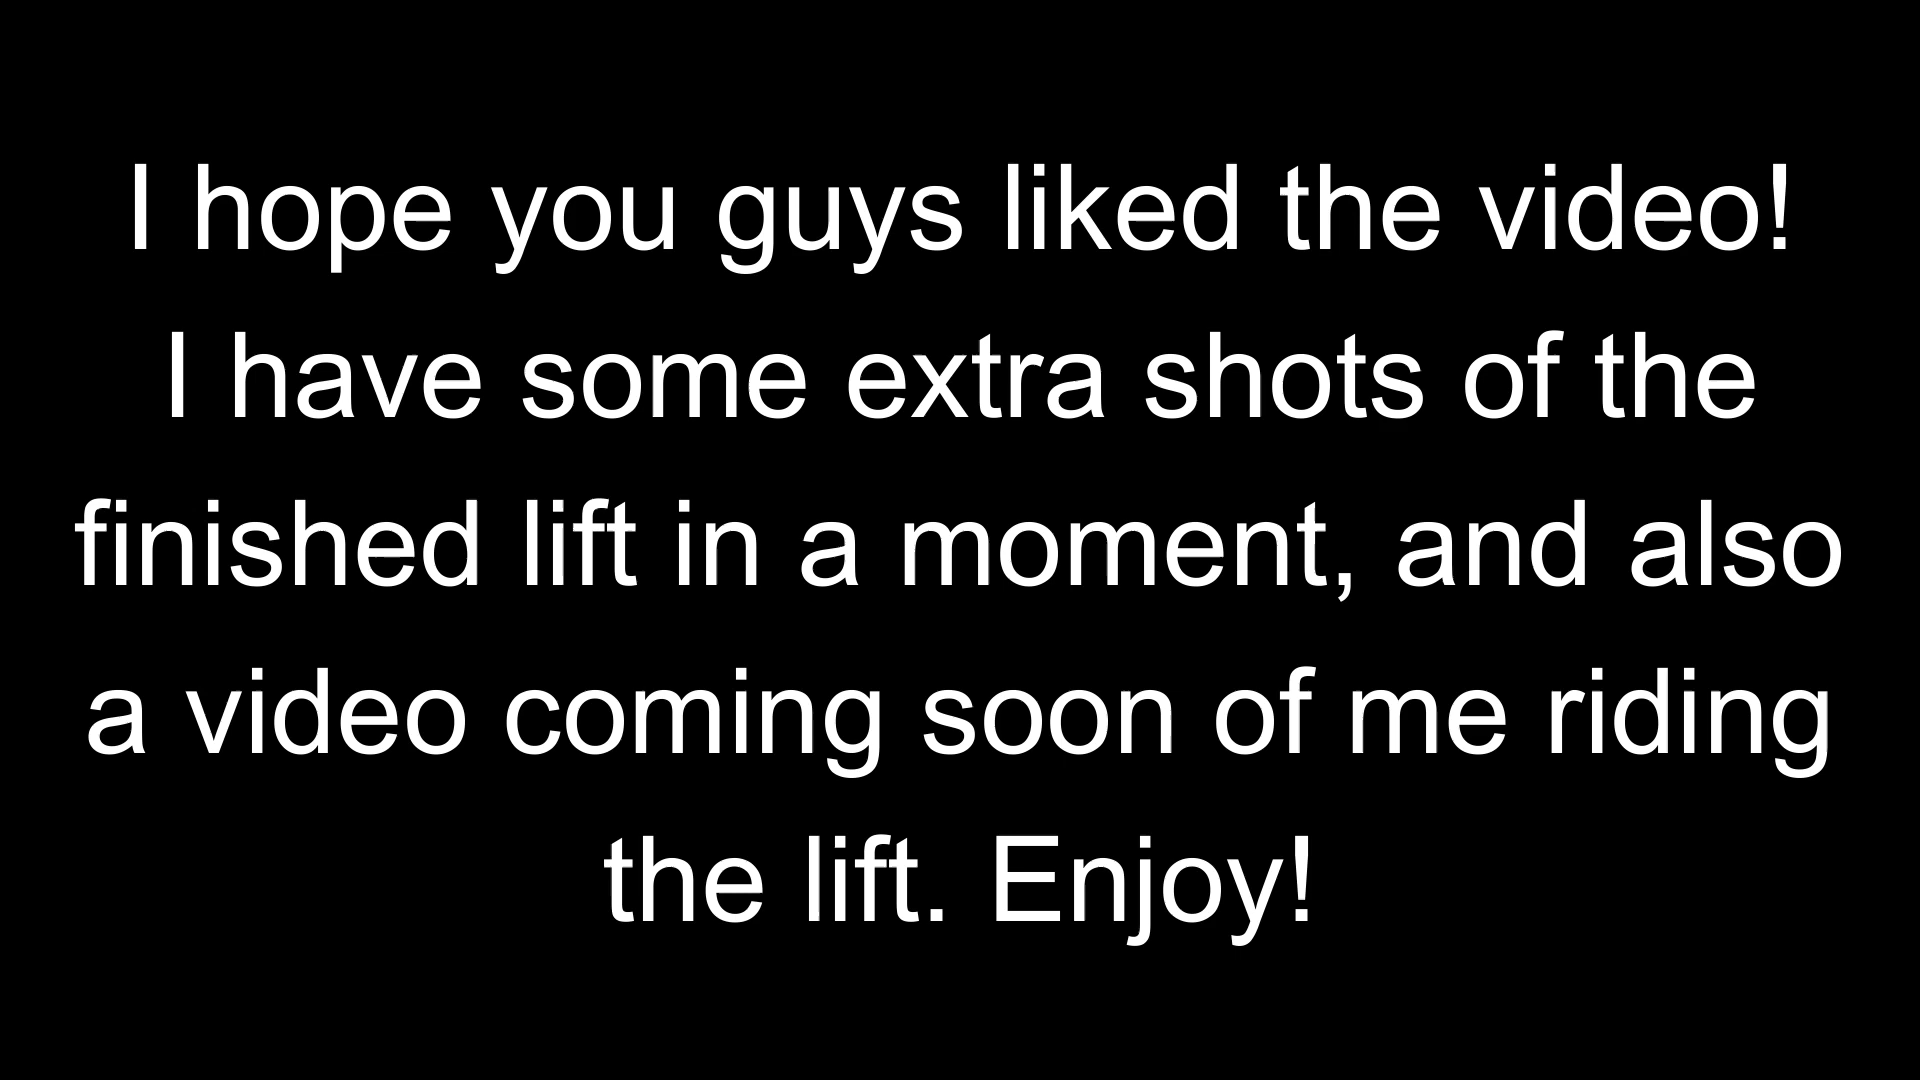 I hope you guys liked the video!
I have some extra shots of the
finished lift in a moment, and also
a video coming soon of me riding
the lift. Enjoy!